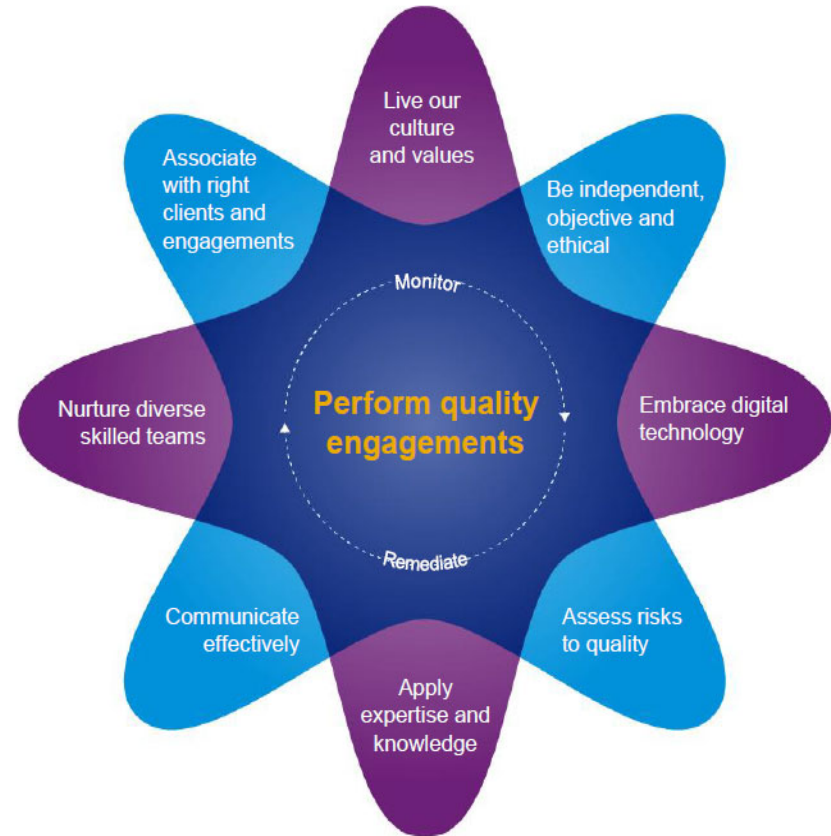 Live our
culture
and values
Be independent,
objective and
ethical
Embrace digital
technology
Assess risks
to quality
Apply
expertise and
knowledge
Communicate
effectively
Nurture diverse
skilled teams
Associate
with right
clients and
engagements
Monitor
Perform quality
engagements
Remediate